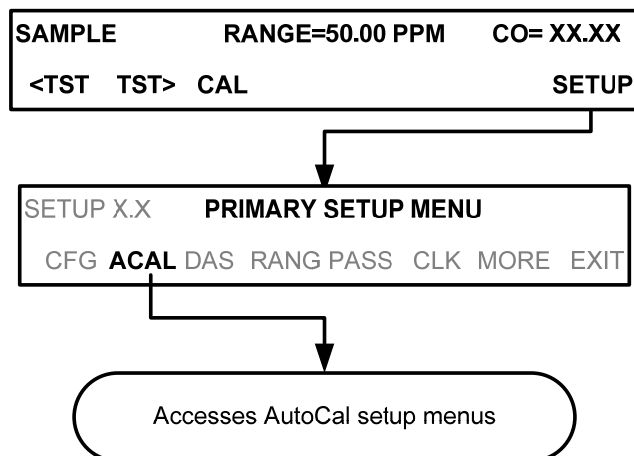 SAMPLE RANGE=50.00 PPM CO= XX.XX
<TST TST> CAL SETUP
SETUP X.X PRIMARY SETUP MENU
CFG ACAL DAS RANG PASS CLK MORE EXIT
Accesses AutoCal setup menus